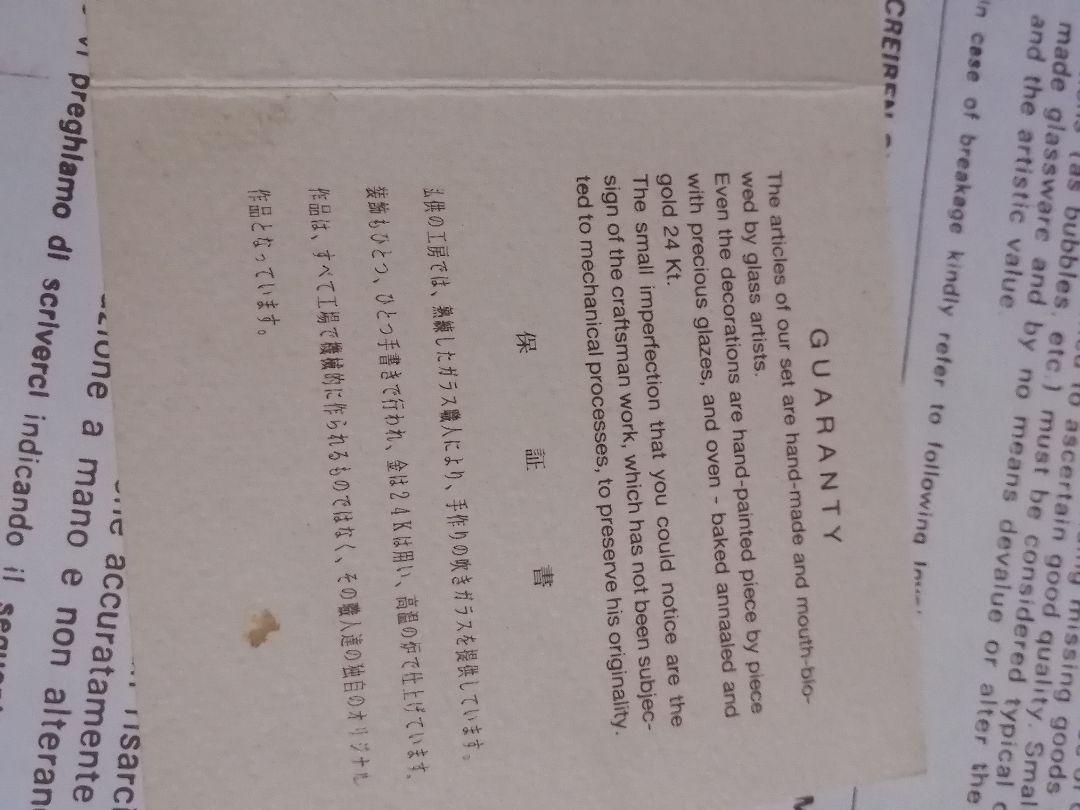 missing goods
to ascertain good quality.
(as bubbles, etc.) must be considered typical
made glassware and by no means devalue or alter the
and the artistic value.
In case of breakage kindly refer to following
GUARANTY
The articles of our set are hand-made and mouth-blo-
wed by glass artists.
Even the decorations are hand-painted piece by piece
with precious glazes, and oven - baked annaaled and
gold 24 Kt.
The small imperfection that you could notice are the
sign of the craftsman work, which has not been subjec-
ted to mechanical processes, to preserve his originality.
保 証 書
私供の工房では、熟練したガラス職人により、手作りの吹きガラスを提供しています。
装飾もひとつ、ひとつ手書きで行われ、金は24Kは用い、高温の炉で仕上げています。
作品は、すべて工場で機械的に作られるものではなく、その職人達の独自のオリジナル
作品となっています。
accuratamente
a mano e non
vi preghiamo di scriverci indicando il